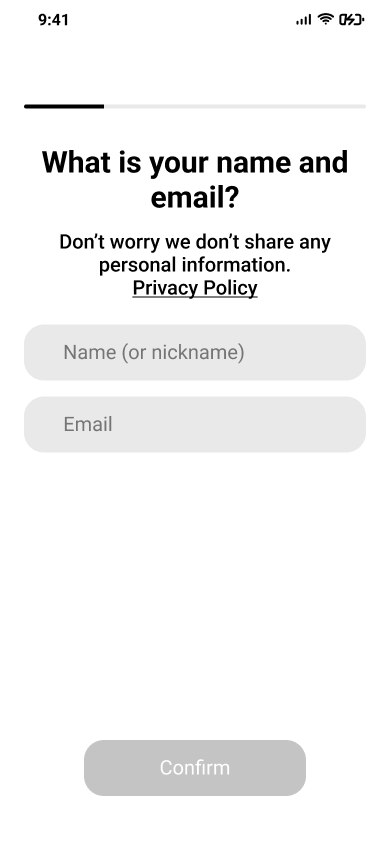 9:41
What is your name and
email?
Don’t worry we don’t share any
personal information.
Privacy Policy
Name (or nickname)
Email
Confirm